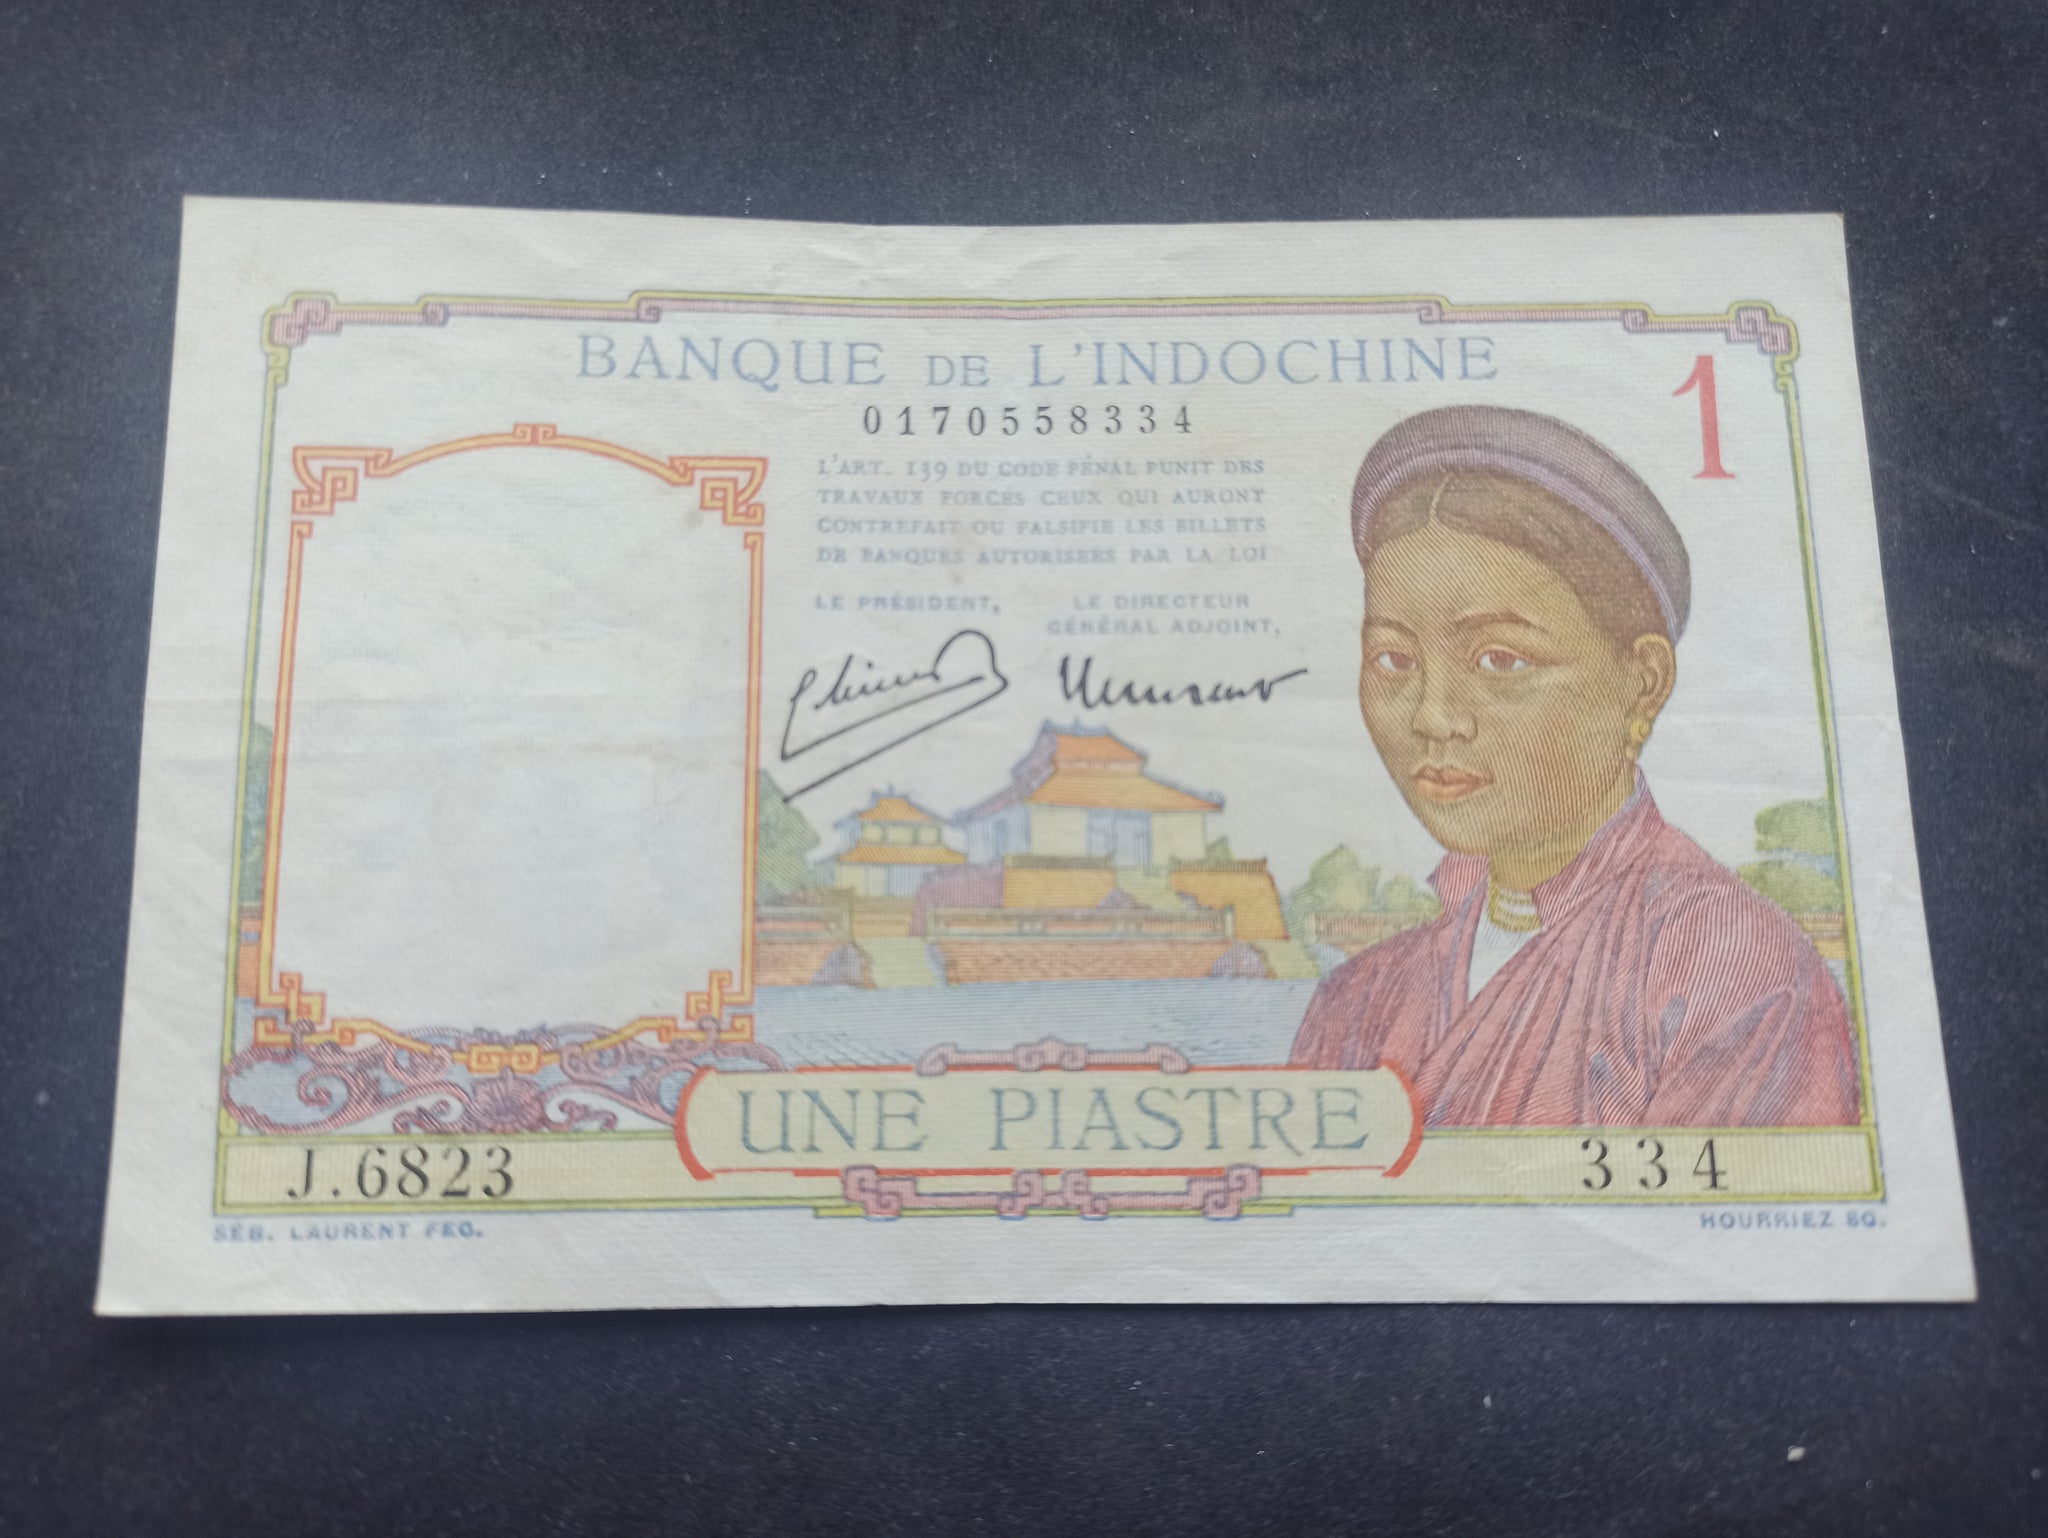 BANQUE DE L'INDOCHINE
1
0170558334
L'ART. 139 DU CODE PÉNAL PUNIT DES
TRAVAUX FORCÉS CEUX QUI AURONT
CONTREFAIT OU FALSIFIÉ LES BILLETS
DE BANQUES AUTORISÉES PAR LA LOI
LE PRÉSIDENT,
LE DIRECTEUR
GÉNÉRAL ADJOINT,
UNE PIASTRE
J.6823
334
SÉB. LAURENT FEC.
HOURRIEZ SC.